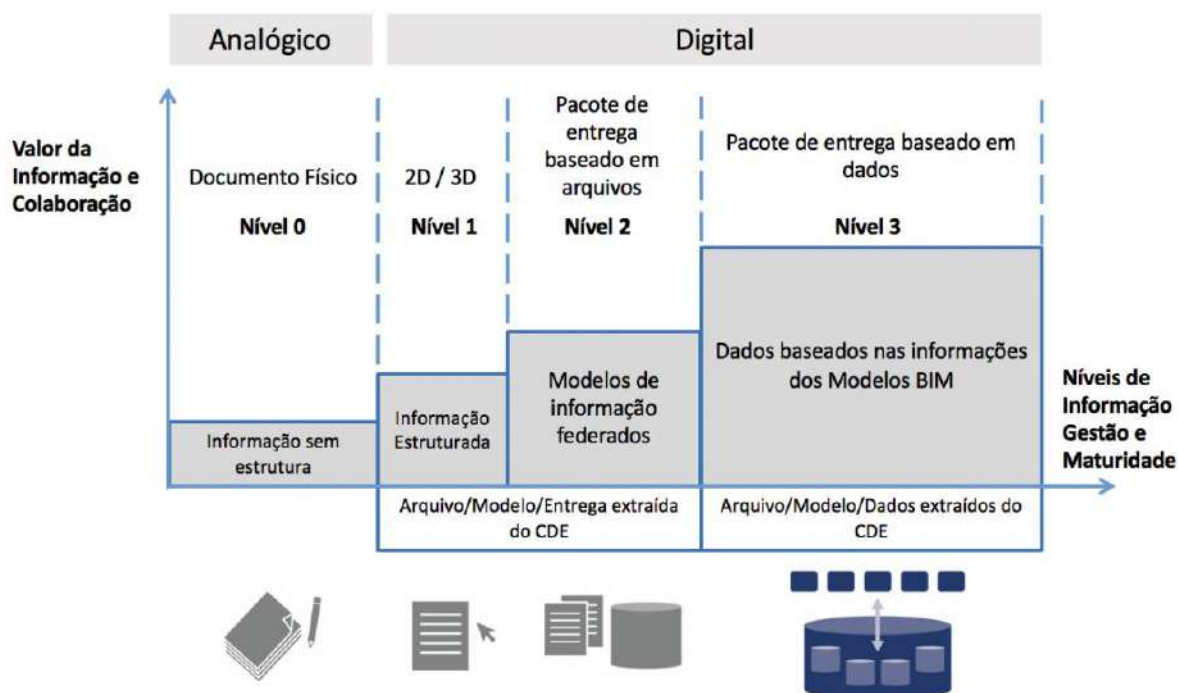 Analógico
Digital
Valor da
Informação e
Colaboração
Documento Físico
Nível 0
2D / 3D
Nível 1
Pacote de
entrega
baseado em
arquivos
Nível 2
Pacote de entrega baseado em
dados
Nível 3
Informação sem
estrutura
Informação
Estruturada
Modelos de
informação
federados
Dados baseados nas informações
dos Modelos BIM
Níveis de
Informação
Gestão e
Maturidade
Arquivo/Modelo/Entrega extraída
do CDE
Arquivo/Modelo/Dados extraídos do
CDE